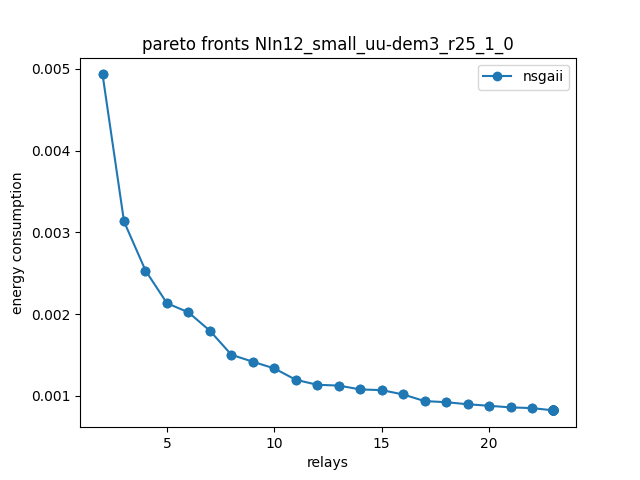 pareto fronts NIn12_small_uu-dem3_r25_1_0
nsgaii
0.005
0.004
0.003
0.002
0.001
energy consumption
5 10 15 20
relays